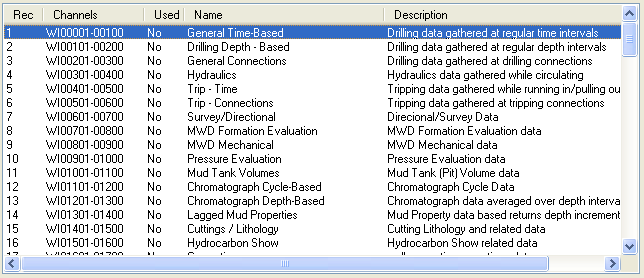 Rec Channels Used Name Description
1 WI00001-00100 No General Time-Based Drilling data gathered at regular time intervals
2 WI00101-00200 No Drilling Depth - Based Drilling data gathered at regular depth intervals
3 WI00201-00300 No General Connections Drilling data gathered at drilling connections
4 WI00301-00400 No Hydraulics Hydraulics data gathered while circulating
5 WI00401-00500 No Trip - Time Tripping data gathered while running in/pulling ou
6 WI00501-00600 No Trip - Connections Tripping data gathered at tripping connections
7 WI00601-00700 No Survey/Directional Direcional/Survey Data
8 WI00701-00800 No MWD Formation Evaluation MWD Formation Evaluation data
9 WI00801-00900 No MWD Mechanical MWD Mechanical data
10 WI00901-01000 No Pressure Evaluation Pressure Evaluation data
11 WI01001-01100 No Mud Tank Volumes Mud Tank (Pit) Volume data
12 WI01101-01200 No Chromatograph Cycle-Based Chromatograph Cycle Data
13 WI01201-01300 No Chromatograph Depth-Based Chromatograph data averaged over depth interva
14 WI01301-01400 No Lagged Mud Properties Mud Property data based returns depth increment
15 WI01401-01500 No Cuttings / Lithology Cutting Lithology and related data
16 WI01501-01600 No Hydrocarbon Show Hydrocarbon Show related data